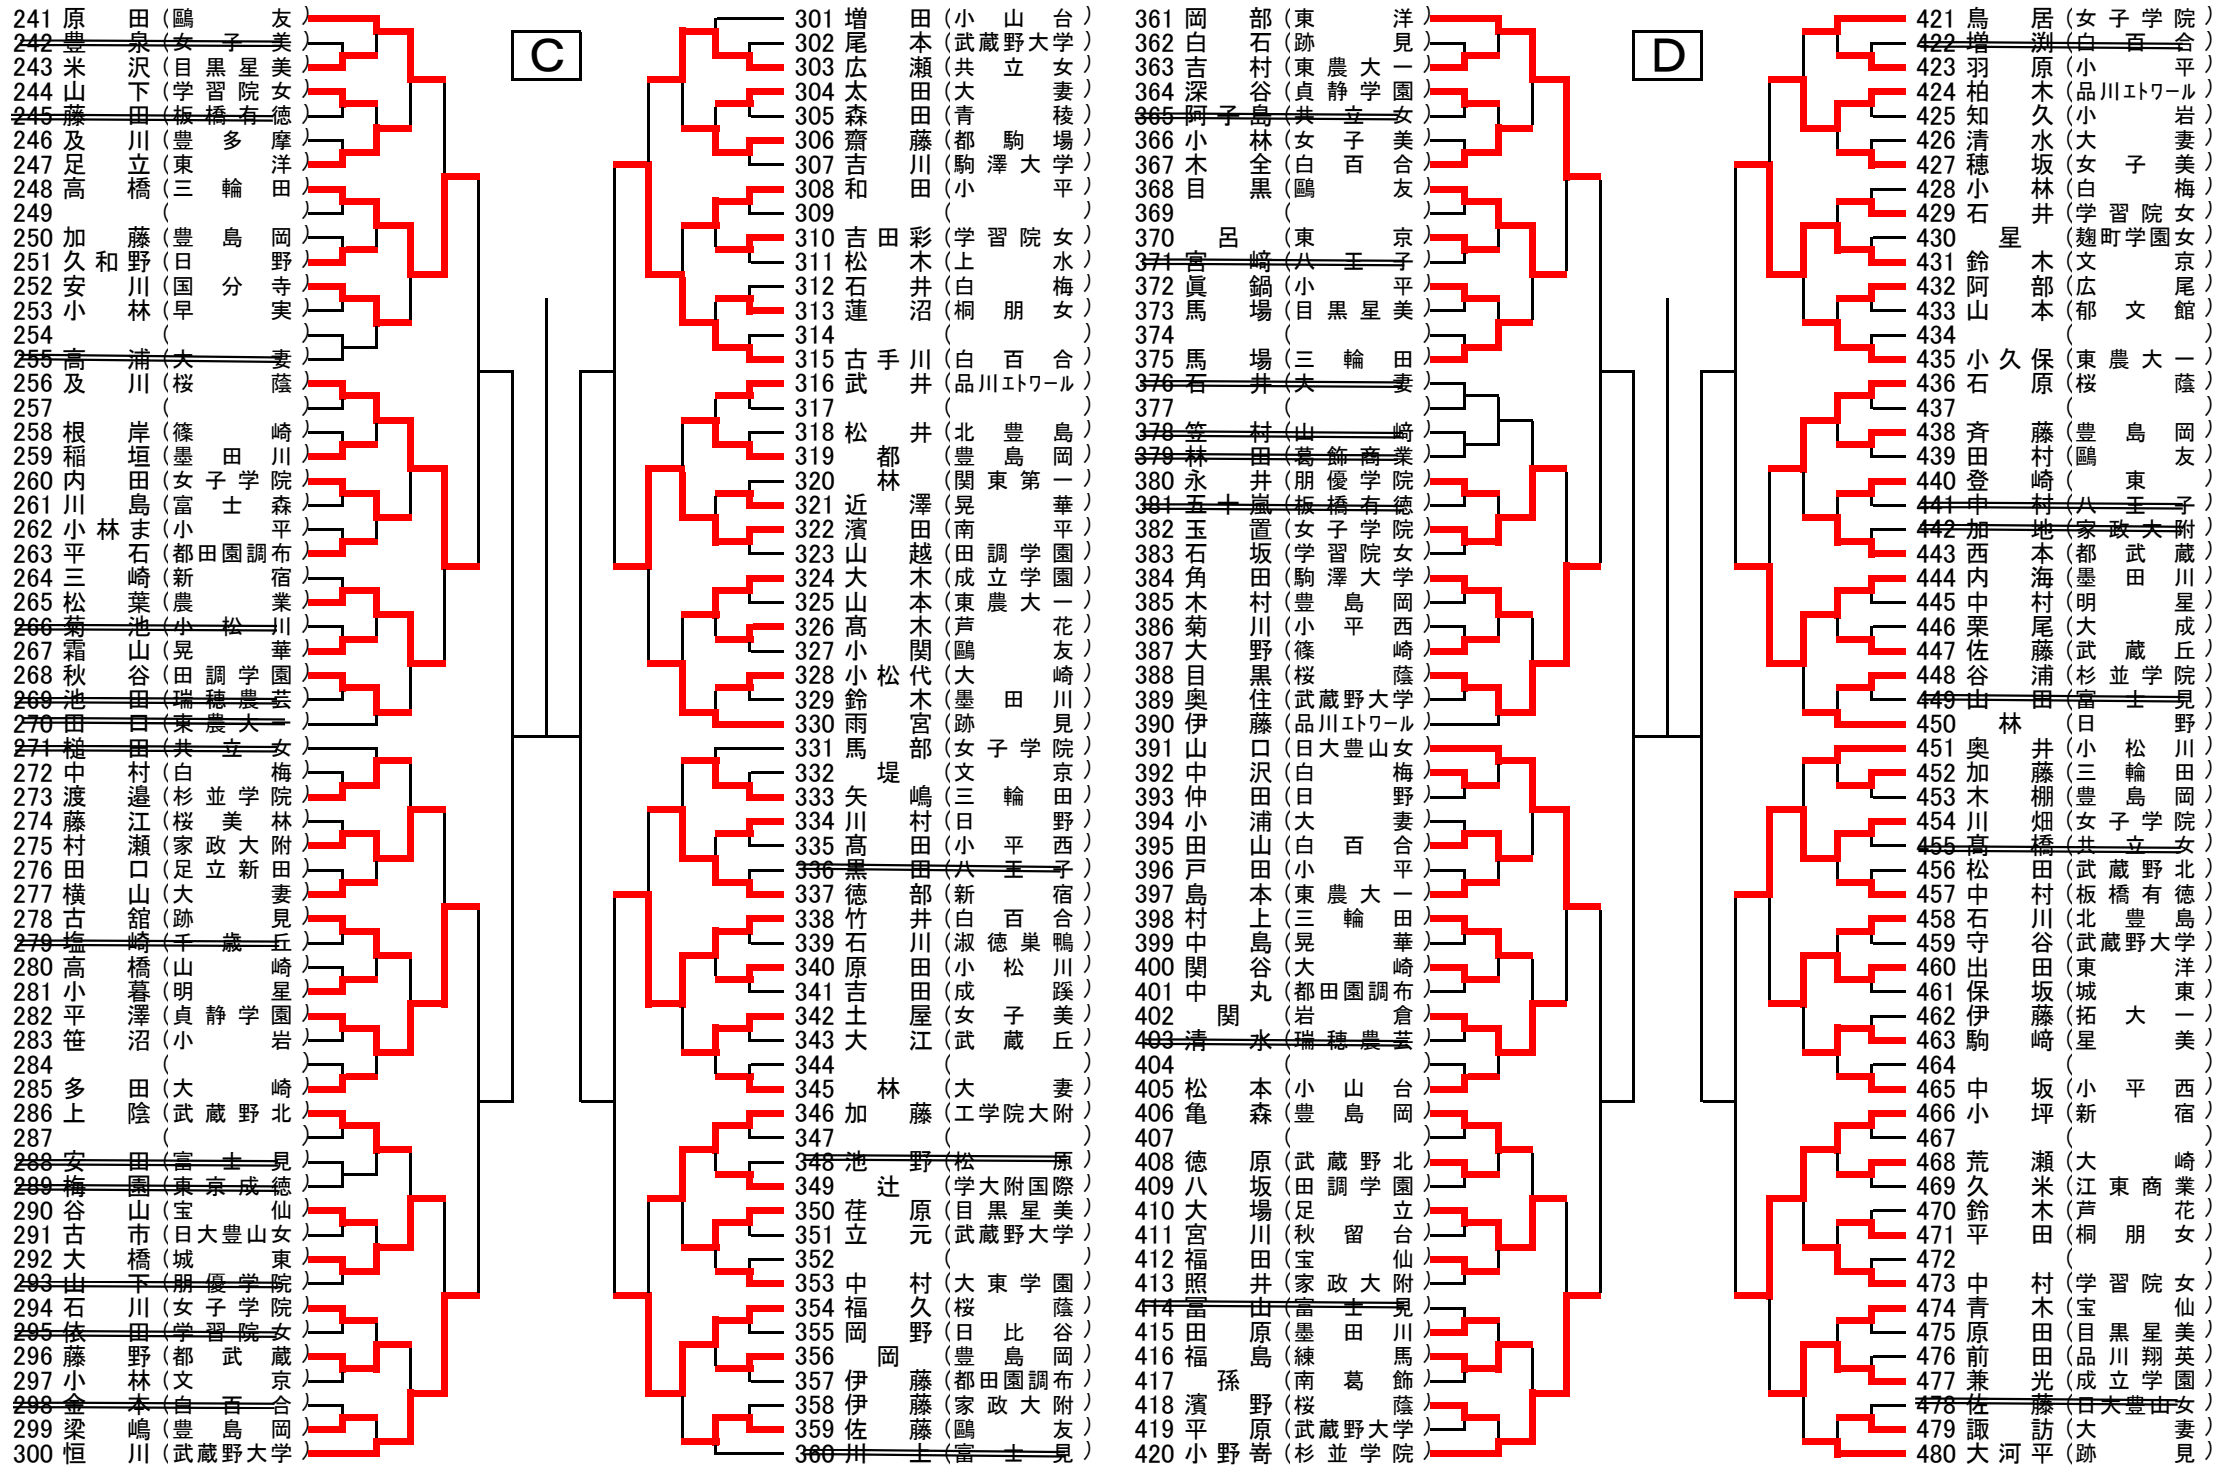 C
D
241 原田(鷗友)
242 豊泉(女子美)
243 米沢(目黒星美)
244 山下(学習院女)
245 藤田(板橋有徳)
246 及川(豊多摩)
247 足立(東洋)
248 高橋(三輪田)
249 ( )
250 加藤(豊島岡)
251 久和野(日野)
252 安川(国分寺)
253 小林(早実)
254 ( )
255 高浦(大妻)
256 及川(桜蔭)
257 ( )
258 根岸(篠崎)
259 稲垣(墨田川)
260 内田(女子学院)
261 川島(富士森)
262 小林ま(小平)
263 平石(都田園調布)
264 三崎(新宿)
265 松葉(農業)
266 菊池(小松川)
267 霜山(晃華)
268 秋谷(田調学園)
269 池田(瑞穂農芸)
270 田口(東農大一)
271 槌田(共立女)
272 中村(白梅)
273 渡邉(杉並学院)
274 藤江(桜美林)
275 村瀬(家政大附)
276 田口(足立新田)
277 横山(大妻)
278 古舘(跡見)
279 塩崎(千歳丘)
280 高橋(山崎)
281 小暮(明星)
282 平澤(貞静学園)
283 笹沼(小岩)
284 ( )
285 多田(大崎)
286 上陰(武蔵野北)
287 ( )
288 安田(富士見)
289 梅園(東京成徳)
290 谷山(宝仙)
291 古市(日大豊山女)
292 大橋(城東)
293 山下(朋優学院)
294 石川(女子学院)
295 依田(学習院女)
296 藤野(都武蔵)
297 小林(文京)
298 金本(白百合)
299 梁嶋(豊島岡)
300 恒川(武蔵野大学)
301 増田(小山台)
302 尾本(武蔵野大学)
303 広瀬(共立女)
304 太田(大妻)
305 森田(青稜)
306 齋藤(都駒場)
307 吉川(駒澤大学)
308 和田(小平)
309 ( )
310 吉田彩(学習院女)
311 松木(上水)
312 石井(白梅)
313 蓮沼(桐朋女)
314 ( )
315 古手川(白百合)
316 武井(品川エトワール)
317 ( )
318 松井(北豊島)
319 都(豊島岡)
320 林(関東第一)
321 近澤(晃華)
322 濱田(南平)
323 山越(田調学園)
324 大木(成立学園)
325 山本(東農大一)
326 髙木(芦花)
327 小関(鷗友)
328 小松代(大崎)
329 鈴木(墨田川)
330 雨宮(跡見)
331 馬部(女子学院)
332 堤(文京)
333 矢嶋(三輪田)
334 川村(日野)
335 髙田(小平西)
336 黒田(八王子)
337 徳部(新宿)
338 竹井(白百合)
339 石川(淑徳巣鴨)
340 原田(小松川)
341 吉田(成蹊)
342 土屋(女子美)
343 大江(武蔵丘)
344 ( )
345 林(大妻)
346 加藤(工学院大附)
347 ( )
348 池野(松原)
349 辻(学大附国際)
350 荏原(目黒星美)
351 立元(武蔵野大学)
352 ( )
353 中村(大東学園)
354 福久(桜蔭)
355 岡野(日比谷)
356 岡(豊島岡)
357 伊藤(都田園調布)
358 伊藤(家政大附)
359 佐藤(鷗友)
360 川上(富士見)
361 岡部(東洋)
362 白石(跡見)
363 吉村(東農大一)
364 深谷(貞静学園)
365 阿子島(共立女)
366 小林(女子美)
367 木全(白百合)
368 目黒(鷗友)
369 ( )
370 呂(東京)
371 宮﨑(八王子)
372 眞鍋(小平)
373 馬場(目黒星美)
374 ( )
375 馬場(三輪田)
376 石井(大妻)
377 ( )
378 笠村(山﨑)
379 林田(葛飾商業)
380 永井(朋優学院)
381 五十嵐(板橋有徳)
382 玉置(女子学院)
383 石坂(学習院女)
384 角田(駒澤大学)
385 木村(豊島岡)
386 菊川(小平西)
387 大野(篠崎)
388 目黒(桜蔭)
389 奥住(武蔵野大学)
390 伊藤(品川エトワール)
391 山口(日大豊山女)
392 中沢(白梅)
393 仲田(日野)
394 小浦(大妻)
395 田山(白百合)
396 戸田(小平)
397 島本(東農大一)
398 村上(三輪田)
399 中島(晃華)
400 関谷(大崎)
401 中丸(都田園調布)
402 関(岩倉)
403 清水(瑞穂農芸)
404 ( )
405 松本(小山台)
406 亀森(豊島岡)
407 ( )
408 徳原(武蔵野北)
409 八坂(田調学園)
410 大場(足立)
411 宮川(秋留台)
412 福田(宝仙)
413 照井(家政大附)
414 冨山(富士見)
415 田原(墨田川)
416 福島(練馬)
417 孫(南葛飾)
418 濱野(桜蔭)
419 平原(武蔵野大学)
420 小野嵜(杉並学院)
421 鳥居(女子学院)
422 増渕(白百合)
423 羽原(小平)
424 柏木(品川エトワール)
425 知久(小岩)
426 清水(大妻)
427 穂坂(女子美)
428 小林(白梅)
429 石井(学習院女)
430 星(麹町学園女)
431 鈴木(文京)
432 阿部(広尾)
433 山本(郁文館)
434 ( )
435 小久保(東農大一)
436 石原(桜蔭)
437 ( )
438 斉藤(豊島岡)
439 田村(鷗友)
440 登崎(東)
441 中村(八王子)
442 加地(家政大附)
443 西本(都武蔵)
444 内海(墨田川)
445 中村(明星)
446 栗尾(大成)
447 佐藤(武蔵丘)
448 谷浦(杉並学院)
449 山田(富士見)
450 林(日野)
451 奥井(小松川)
452 加藤(三輪田)
453 木棚(豊島岡)
454 川畑(女子学院)
455 髙橋(共立女)
456 松田(武蔵野北)
457 中村(板橋有徳)
458 石川(北豊島)
459 守谷(武蔵野大学)
460 出田(東洋)
461 保坂(城東)
462 伊藤(拓大一)
463 駒﨑(星美)
464 ( )
465 中坂(小平西)
466 小坪(新宿)
467 ( )
468 荒瀬(大崎)
469 久米(江東商業)
470 鈴木(芦花)
471 平田(桐朋女)
472 ( )
473 中村(学習院女)
474 青木(宝仙)
475 原田(目黒星美)
476 前田(品川翔英)
477 兼光(成立学園)
478 佐藤(日大豊山女)
479 諏訪(大妻)
480 大河平(跡見)